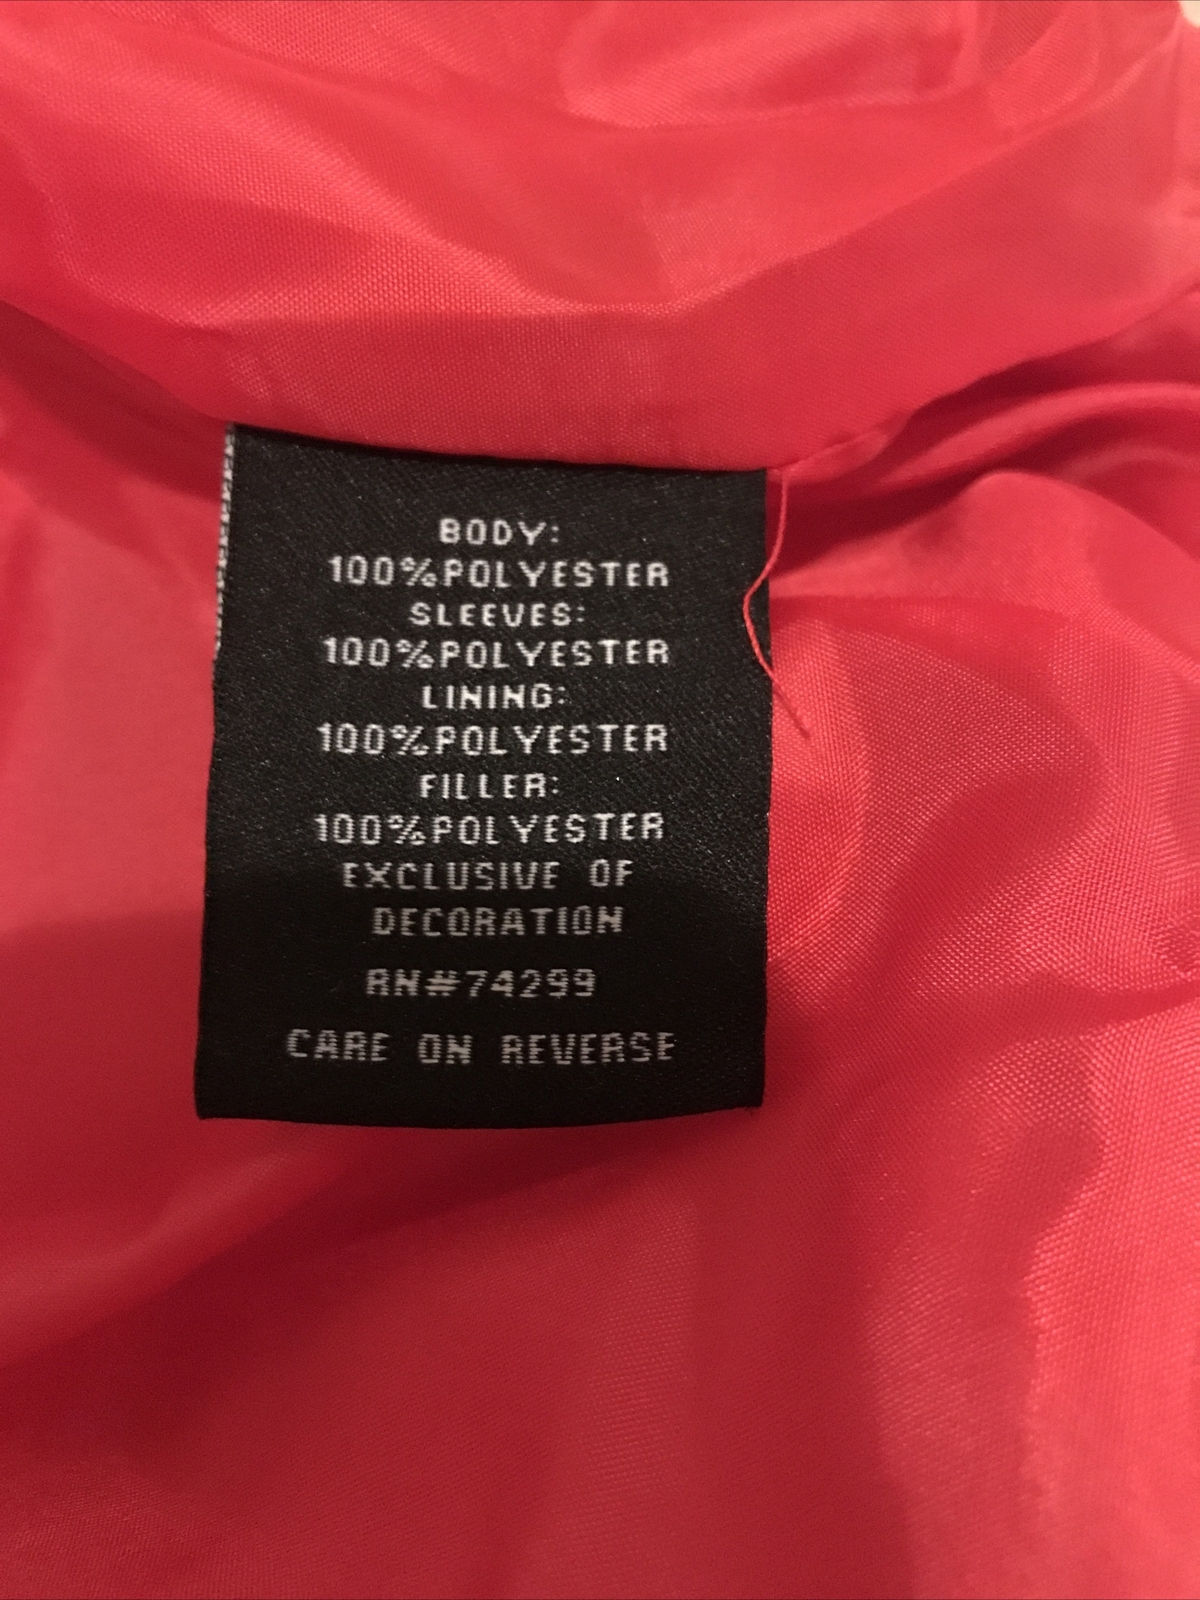 BODY:
100%POLYESTER
SLEEVES:
100%POLYESTER
LINING:
100%POLYESTER
FILLER:
100%POLYESTER
EXCLUSIVE OF
DECORATION
RN#74299
CARE ON REVERSE